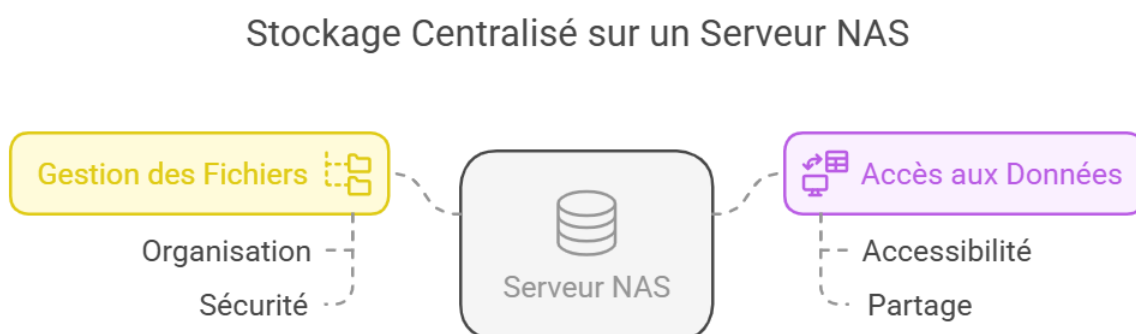 Stockage Centralisé sur un Serveur NAS
Gestion des Fichiers
Organisation
Sécurité
Serveur NAS
Accès aux Données
Accessibilité
Partage